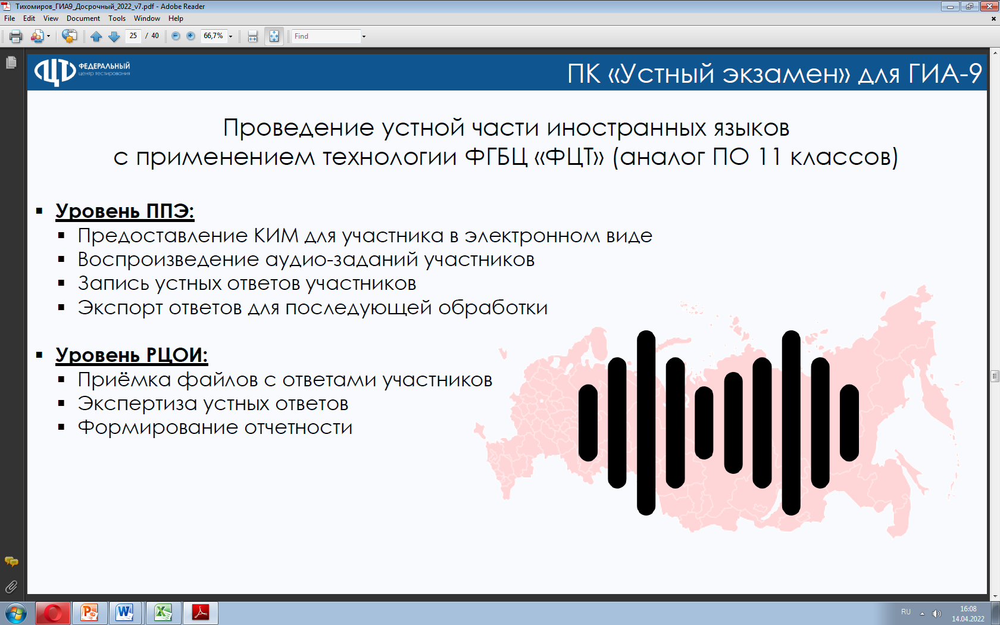 Тихомиров_ГИА9_Досрочный_2022_v7.pdf - Adobe Reader
File Edit View Document Tools Window Help
25 / 40 66,7% Find
ФЕДЕРАЛЬНЫЙ
центр тестирования
ПК «Устный экзамен» для ГИА-9
Проведение устной части иностранных языков
с применением технологии ФГБЦ «ФЦТ» (аналог ПО 11 классов)
Уровень ППЭ:
Предоставление КИМ для участника в электронном виде
Воспроизведение аудио-заданий участников
Запись устных ответов участников
Экспорт ответов для последующей обработки
Уровень РЦОИ:
Приёмка файлов с ответами участников
Экспертиза устных ответов
Формирование отчетности
RU
16:08
14.04.2022